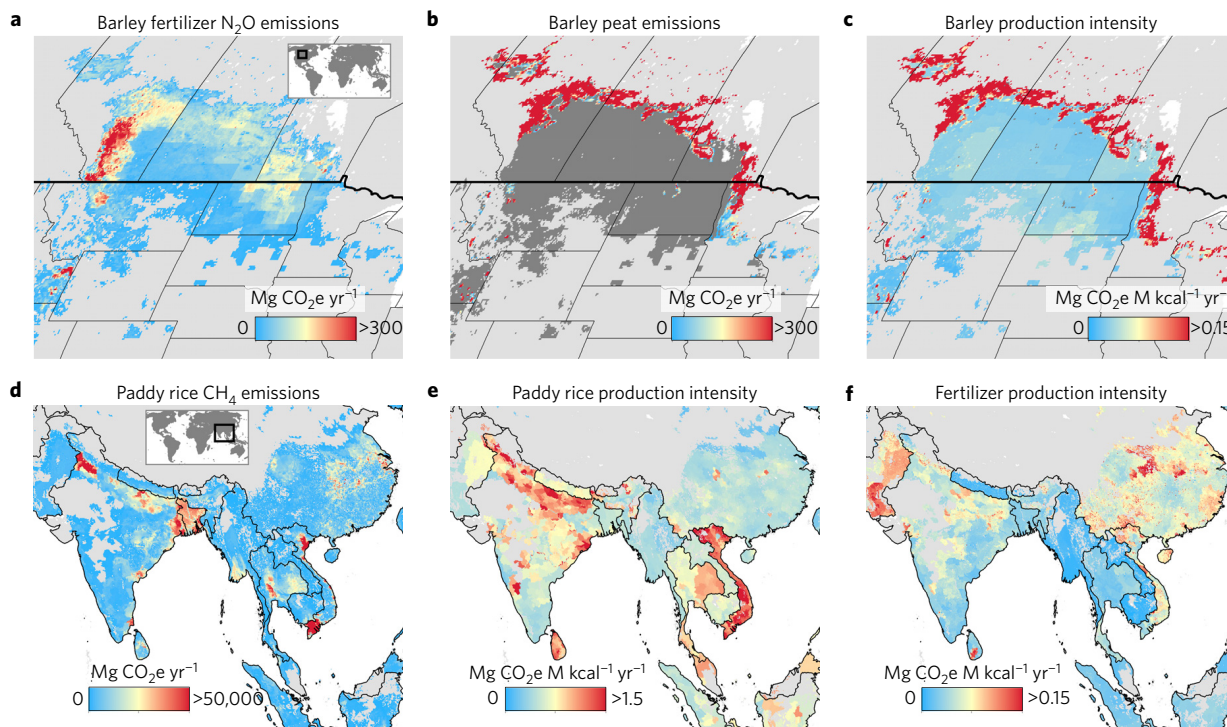 a Barley fertilizer N₂O emissions
b Barley peat emissions
c Barley production intensity
Mg CO₂e yr⁻¹
0 >300
Mg CO₂e yr⁻¹
0 >300
Mg CO₂e M kcal⁻¹ yr⁻
0 >0.15
d Paddy rice CH₄ emissions
e Paddy rice production intensity
f Fertilizer production intensity
Mg CO₂e yr⁻¹
0 >50,000
Mg CO₂e M kcal⁻¹ yr⁻¹
0 >1.5
Mg CO₂e M kcal⁻¹ yr⁻¹
0 >0.15